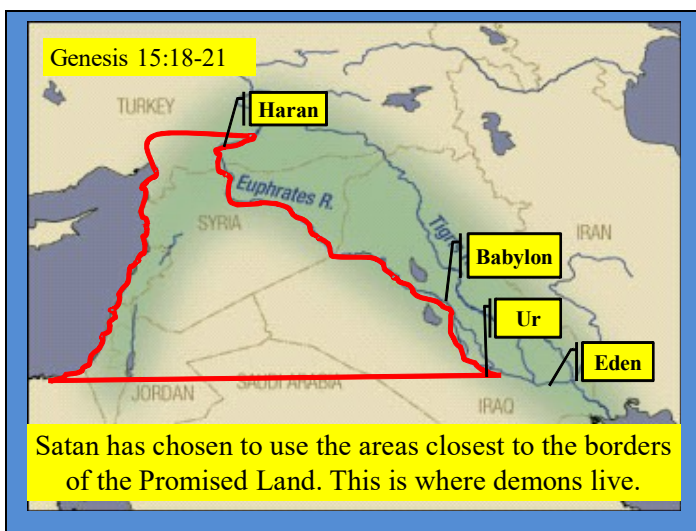 Genesis 15:18-21
TURKEY
Haran
Euphrates R.
SYRIA
Tigris
IRAN
Babylon
Ur
Eden
JORDAN
SAUDI ARABIA
IRAQ
Satan has chosen to use the areas closest to the borders
of the Promised Land. This is where demons live.